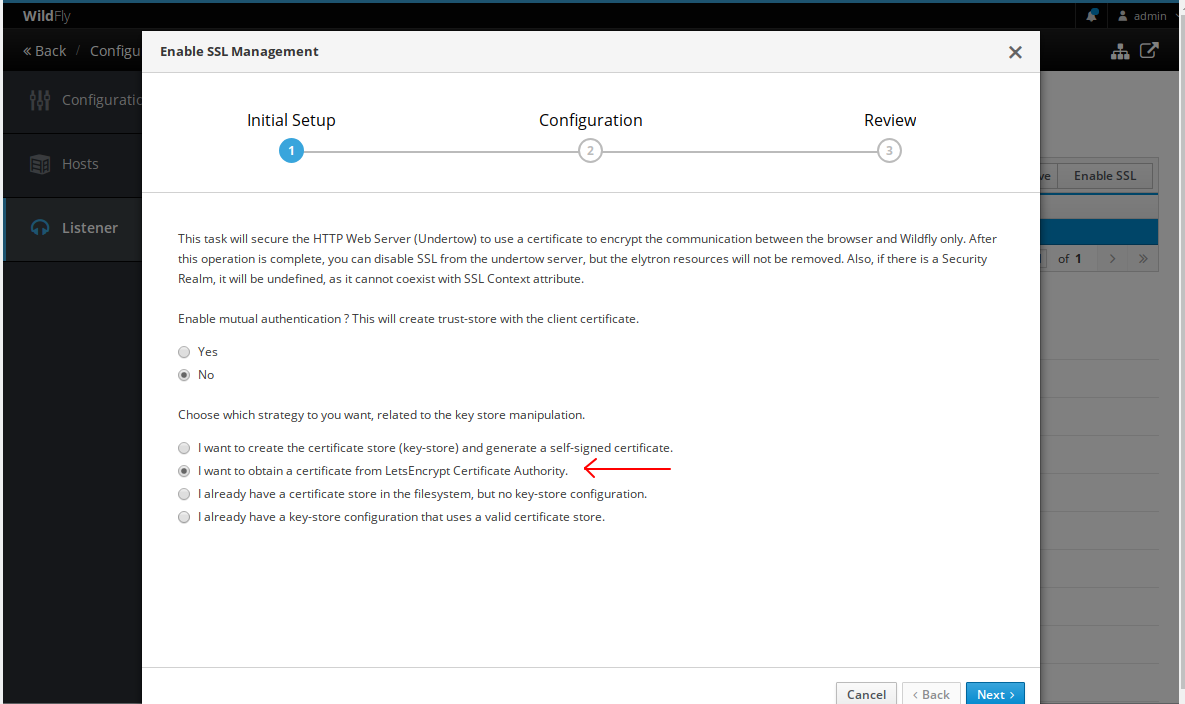 WildFly
admin
« Back / Configu
Enable SSL Management
Configuratio
Hosts
Listener
Initial Setup
Configuration
Review
1
2
3
ve
Enable SSL
of 1
This task will secure the HTTP Web Server (Undertow) to use a certificate to encrypt the communication between the browser and Wildfly only. After
this operation is complete, you can disable SSL from the undertow server, but the elytron resources will not be removed. Also, if there is a Security
Realm, it will be undefined, as it cannot coexist with SSL Context attribute.
Enable mutual authentication ? This will create trust-store with the client certificate.
Yes
No
Choose which strategy to you want, related to the key store manipulation.
I want to create the certificate store (key-store) and generate a self-signed certificate.
I want to obtain a certificate from LetsEncrypt Certificate Authority.
I already have a certificate store in the filesystem, but no key-store configuration.
I already have a key-store configuration that uses a valid certificate store.
Cancel
< Back
Next >